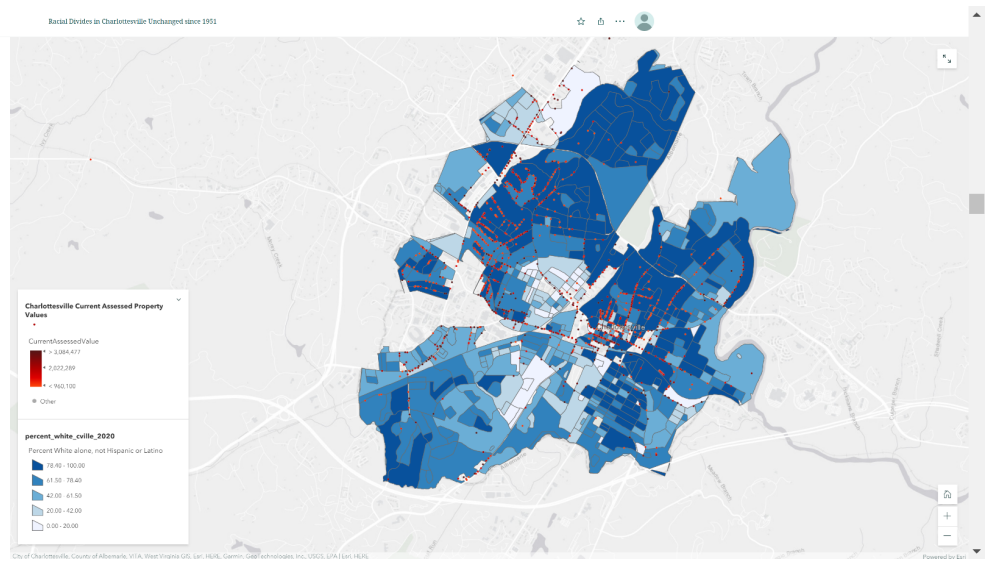 Racial Divides in Charlottesville Unchanged since 1951
Charlottesville Current Assessed Property
Values
CurrentAssessedValue
> 3,084,477
2,022,289
< 960,100
Other
percent_white_cville_2020
Percent White alone, not Hispanic or Latino
78.40 - 100.00
61.50 - 78.40
42.00 - 61.50
20.00 - 42.00
0.00 - 20.00
City of Charlottesville, County of Albemarle, VITA, West Virginia GIS, Esri, HERE, Garmin, GeoTechnologies, Inc., USGS, EPA | Esri, HERE
Powered by Esri